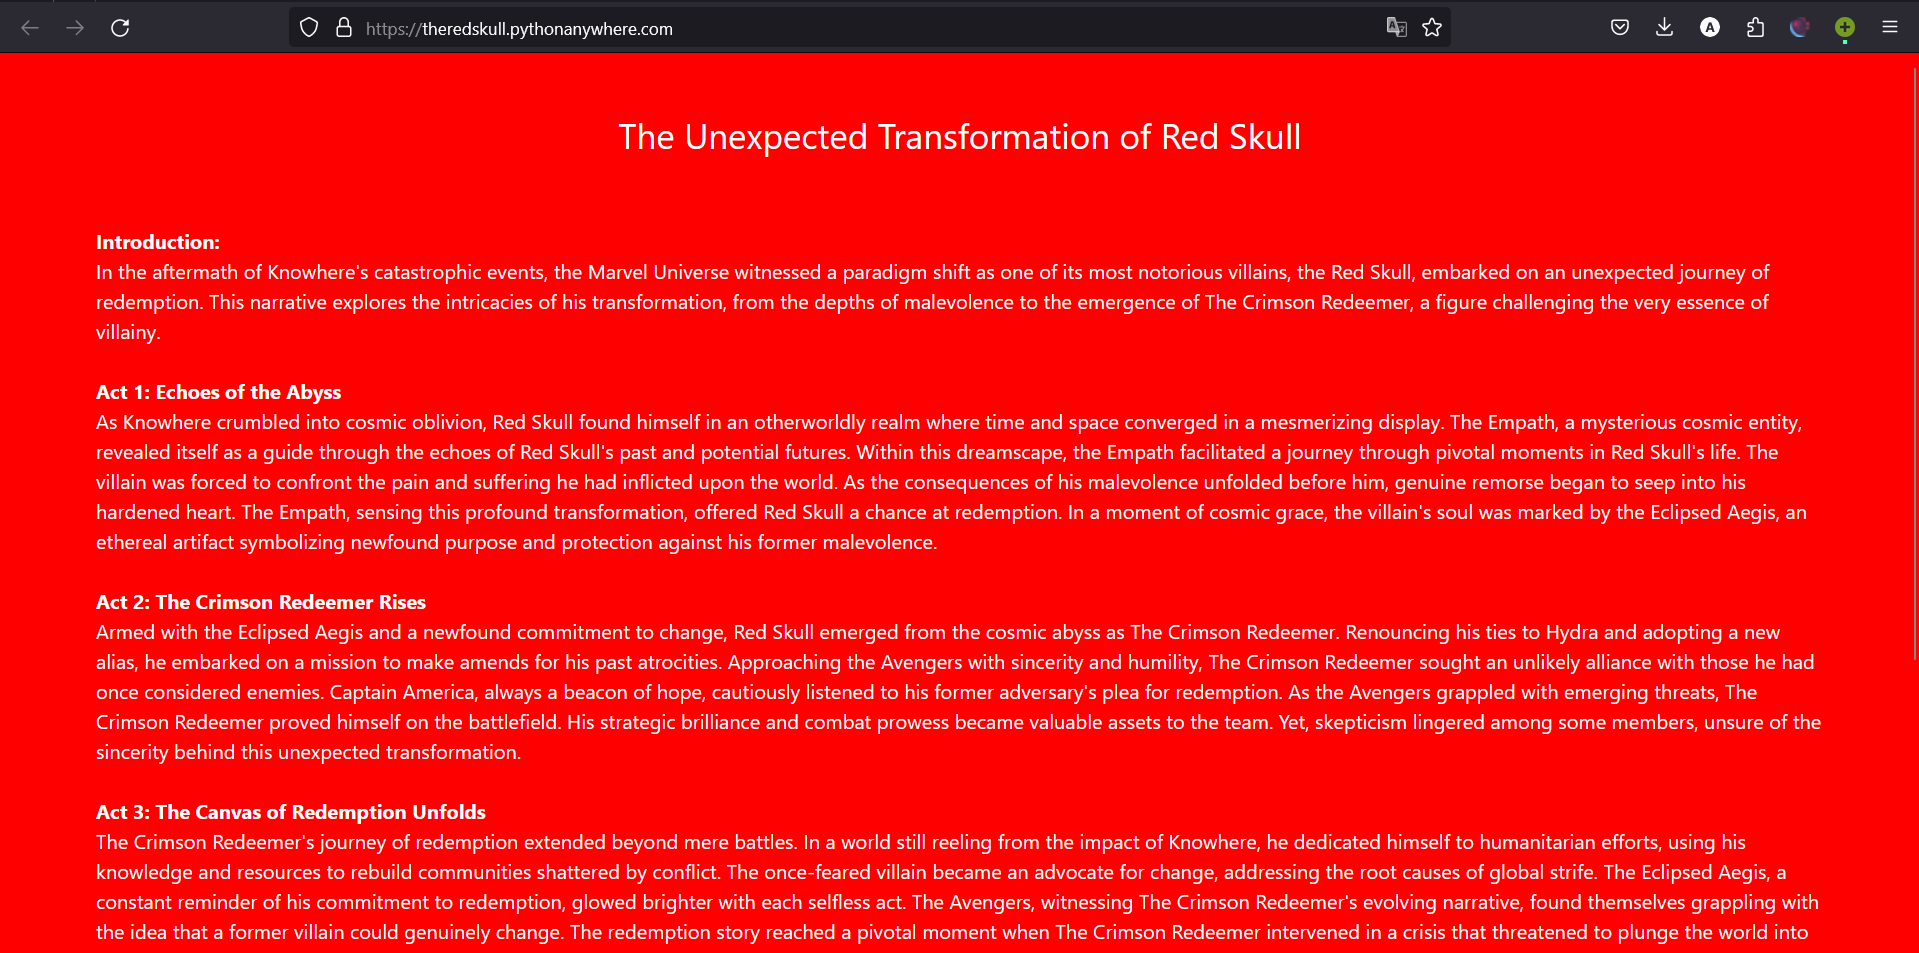 https://theredskull.pythonanywhere.com
The Unexpected Transformation of Red Skull
Introduction:
In the aftermath of Knowhere's catastrophic events, the Marvel Universe witnessed a paradigm shift as one of its most notorious villains, the Red Skull, embarked on an unexpected journey of
redemption. This narrative explores the intricacies of his transformation, from the depths of malevolence to the emergence of The Crimson Redeemer, a figure challenging the very essence of
villainy.
Act 1: Echoes of the Abyss
As Knowhere crumbled into cosmic oblivion, Red Skull found himself in an otherworldly realm where time and space converged in a mesmerizing display. The Empath, a mysterious cosmic entity,
revealed itself as a guide through the echoes of Red Skull's past and potential futures. Within this dreamscape, the Empath facilitated a journey through pivotal moments in Red Skull's life. The
villain was forced to confront the pain and suffering he had inflicted upon the world. As the consequences of his malevolence unfolded before him, genuine remorse began to seep into his
hardened heart. The Empath, sensing this profound transformation, offered Red Skull a chance at redemption. In a moment of cosmic grace, the villain's soul was marked by the Eclipsed Aegis, an
ethereal artifact symbolizing newfound purpose and protection against his former malevolence.
Act 2: The Crimson Redeemer Rises
Armed with the Eclipsed Aegis and a newfound commitment to change, Red Skull emerged from the cosmic abyss as The Crimson Redeemer. Renouncing his ties to Hydra and adopting a new
alias, he embarked on a mission to make amends for his past atrocities. Approaching the Avengers with sincerity and humility, The Crimson Redeemer sought an unlikely alliance with those he had
once considered enemies. Captain America, always a beacon of hope, cautiously listened to his former adversary's plea for redemption. As the Avengers grappled with emerging threats, The
Crimson Redeemer proved himself on the battlefield. His strategic brilliance and combat prowess became valuable assets to the team. Yet, skepticism lingered among some members, unsure of the
sincerity behind this unexpected transformation.
Act 3: The Canvas of Redemption Unfolds
The Crimson Redeemer's journey of redemption extended beyond mere battles. In a world still reeling from the impact of Knowhere, he dedicated himself to humanitarian efforts, using his
knowledge and resources to rebuild communities shattered by conflict. The once-feared villain became an advocate for change, addressing the root causes of global strife. The Eclipsed Aegis, a
constant reminder of his commitment to redemption, glowed brighter with each selfless act. The Avengers, witnessing The Crimson Redeemer's evolving narrative, found themselves grappling with
the idea that a former villain could genuinely change. The redemption story reached a pivotal moment when The Crimson Redeemer intervened in a crisis that threatened to plunge the world into